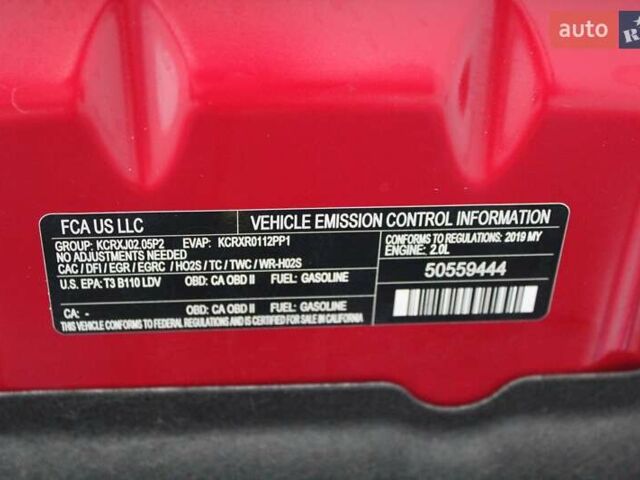 auto
FCA US LLC
VEHICLE EMISSION CONTROL INFORMATION
GROUP: KCRXJ02.05P2 EVAP: KCRXR0112PP1
CONFORMS TO REGULATIONS: 2019 MY
NO ADJUSTMENTS NEEDED
ENGINE: 2.0L
CAC / DFI / EGR / EGRC / HO2S / TC / TWC / WR-HO2S
50559444
U.S. EPA: T3 B110 LDV OBD: CA OBD II FUEL: GASOLINE
CA: - OBD: CA OBD II FUEL: GASOLINE
THIS VEHICLE CONFORMS TO FEDERAL REGULATIONS AND IS CERTIFIED FOR SALE IN CALIFORNIA